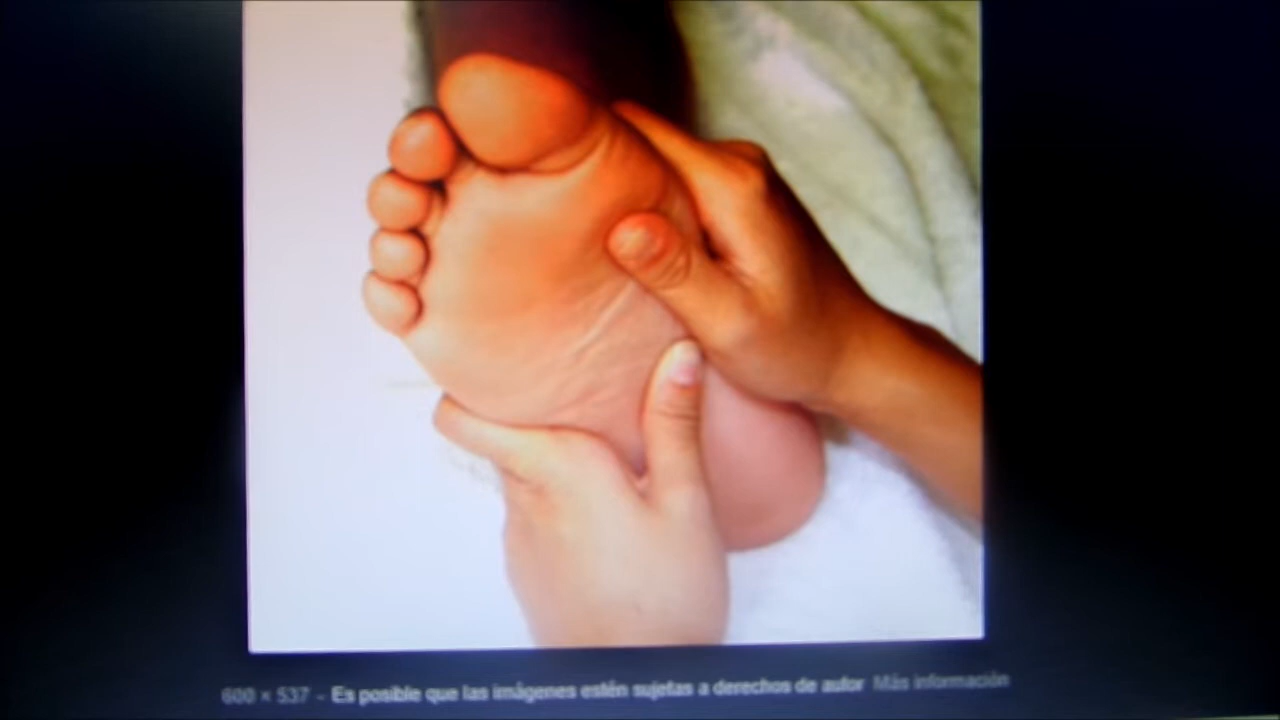 600 × 537 - Es posible que las imágenes estén sujetas a derechos de autor Más información